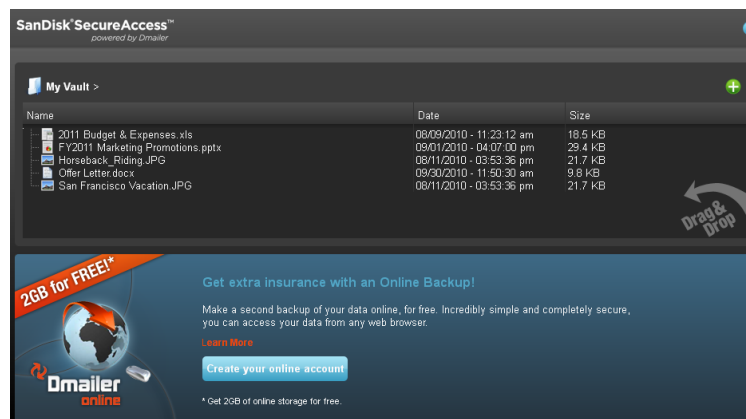 SanDisk® SecureAccess™
powered by Dmailer
My Vault >
Name Date Size
2011 Budget & Expenses.xls 08/09/2010 - 11:23:12 am 18.5 KB
FY2011 Marketing Promotions.pptx 09/01/2010 - 04:07:00 pm 29.4 KB
Horseback_Riding.JPG 08/11/2010 - 03:53:36 pm 21.7 KB
Offer Letter.docx 09/30/2010 - 11:50:30 am 9.8 KB
San Francisco Vacation.JPG 08/11/2010 - 03:53:36 pm 21.7 KB
Drag &
Drop
2GB for FREE!*
Get extra insurance with an Online Backup!
Make a second backup of your data online, for free. Incredibly simple and completely secure,
you can access your data from any web browser.
Learn More
Create your online account
Dmailer
online
* Get 2GB of online storage for free.